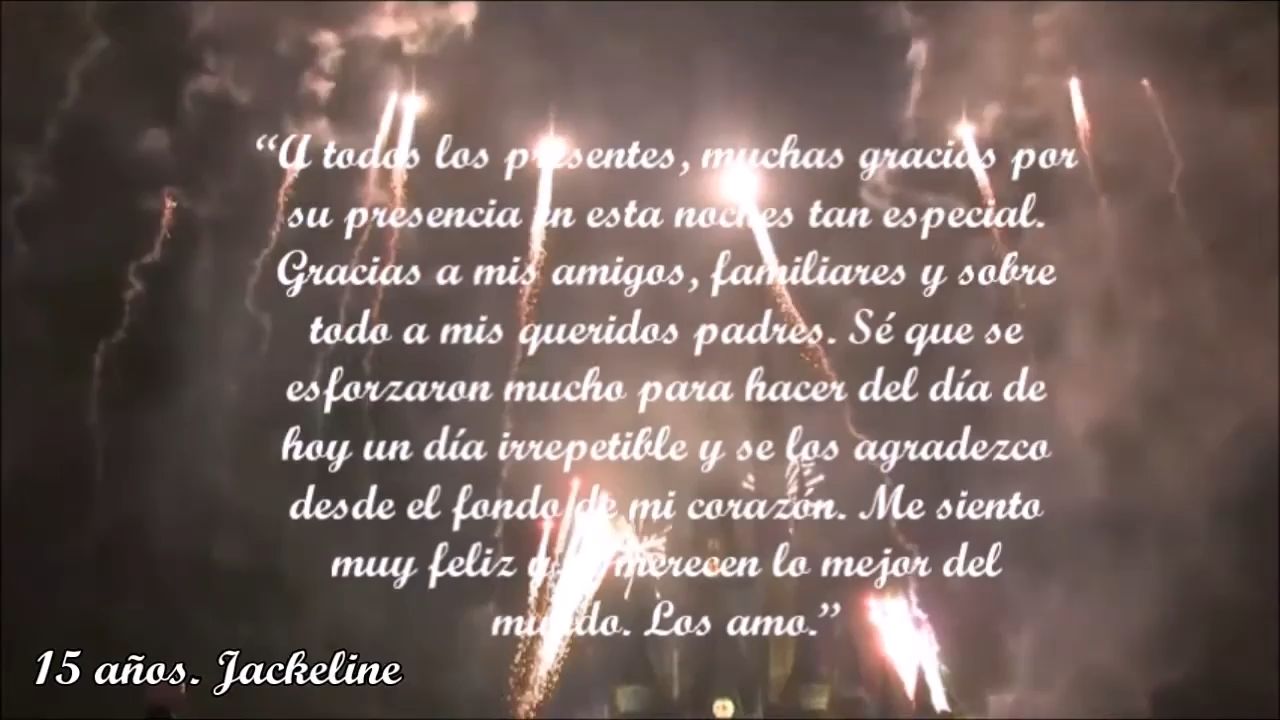 “A todos los presentes, muchas gracias por
su presencia en esta noches tan especial.
Gracias a mis amigos, familiares y sobre
todo a mis queridos padres. Sé que se
esforzaron mucho para hacer del día de
hoy un día irrepetible y se los agradezco
desde el fondo de mi corazón. Me siento
muy feliz y merecen lo mejor del
mundo. Los amo.”
15 años. Jackeline